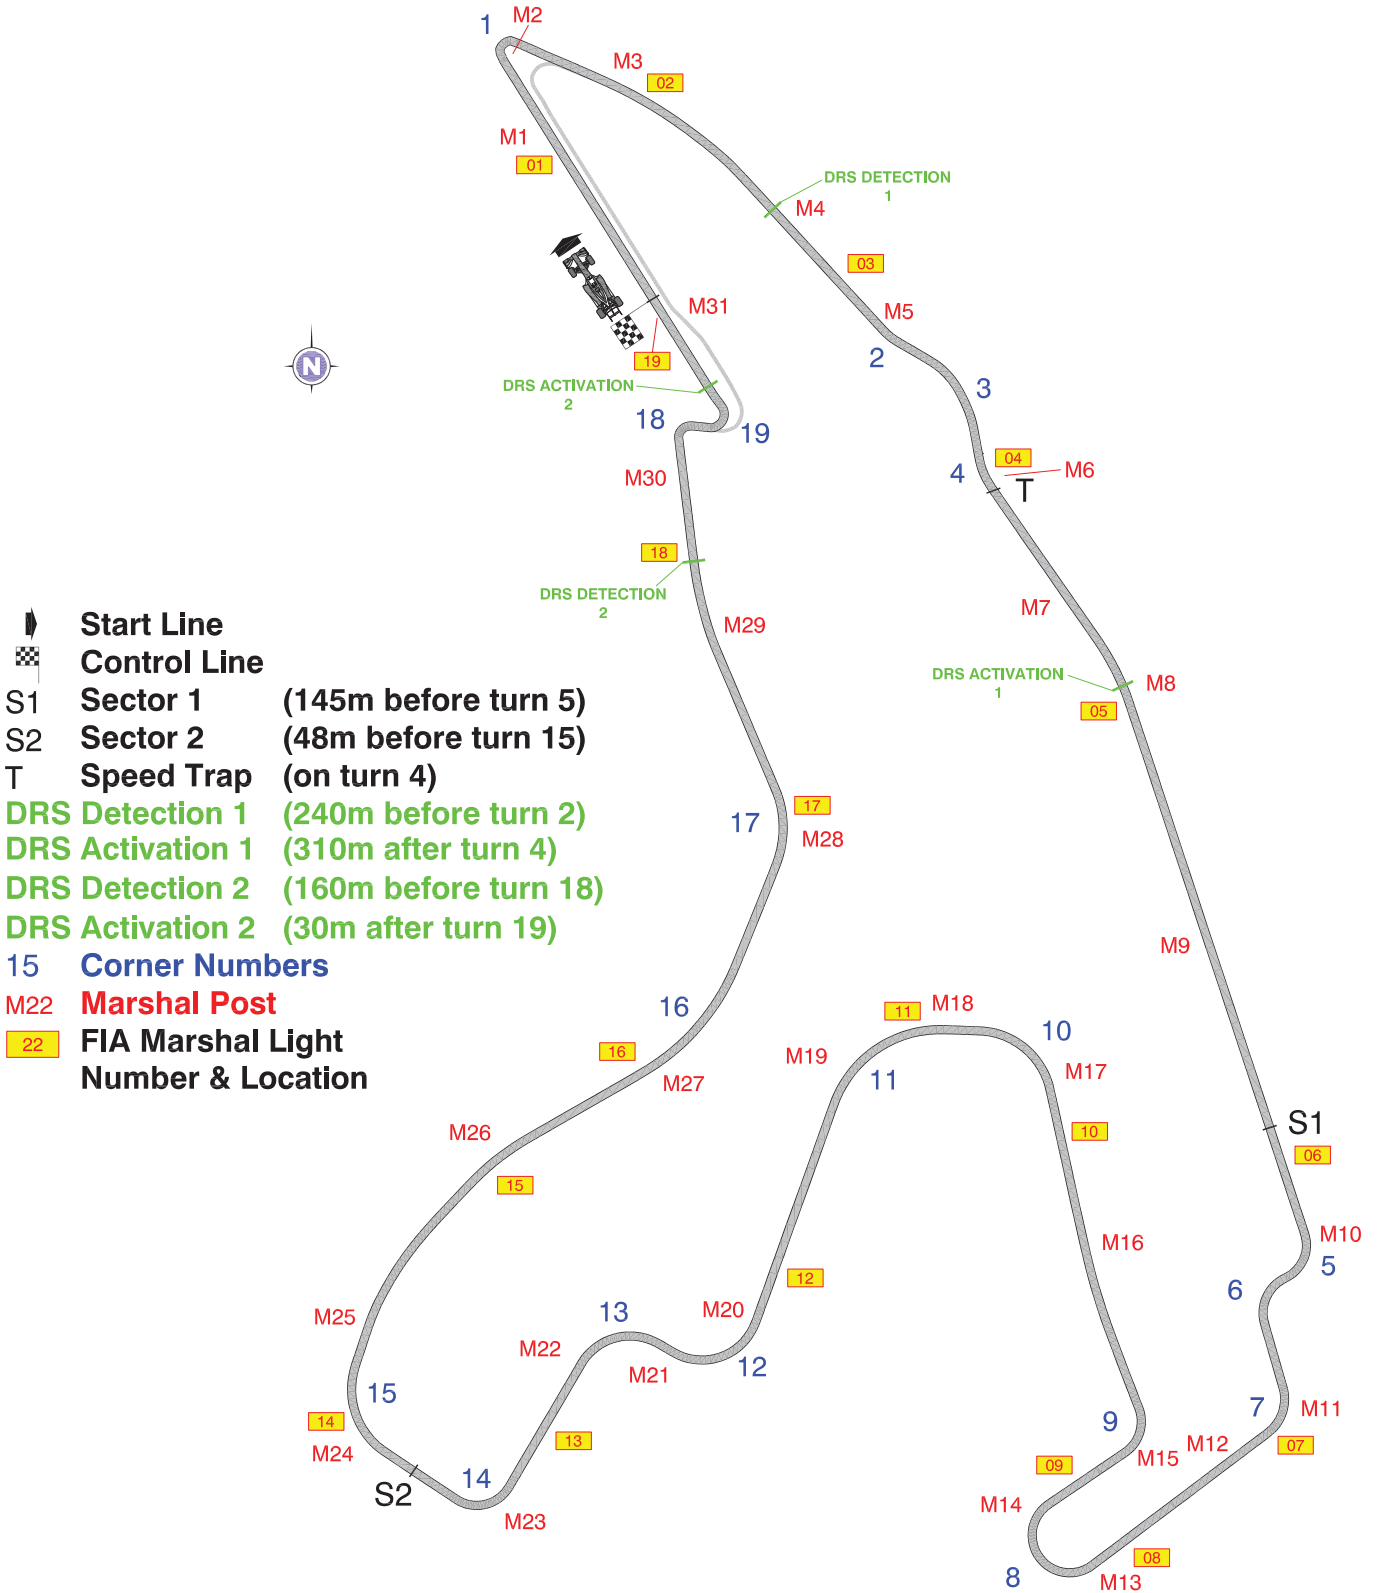 1
M2
M3
02
M1
01
DRS DETECTION
1
M4
03
M31
M5
19
2
DRS ACTIVATION
2
N
3
18
19
04
4
M6
T
M30
18
DRS DETECTION
2
M7
M29
DRS ACTIVATION
1
M8
05
Start Line
Control Line
S1 Sector 1 (145m before turn 5)
S2 Sector 2 (48m before turn 15)
T Speed Trap (on turn 4)
DRS Detection 1 (240m before turn 2)
DRS Activation 1 (310m after turn 4)
DRS Detection 2 (160m before turn 18)
DRS Activation 2 (30m after turn 19)
15 Corner Numbers
M22 Marshal Post
22 FIA Marshal Light
Number & Location
17
17
M28
M9
16
11
M18
10
16
M19
M27
11
M17
M26
10
S1
06
15
M16
M10
5
12
6
M25
13
M20
M22
M21
12
15
14
M24
13
9
7
M11
M12
07
M15
09
S2
14
M23
M14
08
8
M13